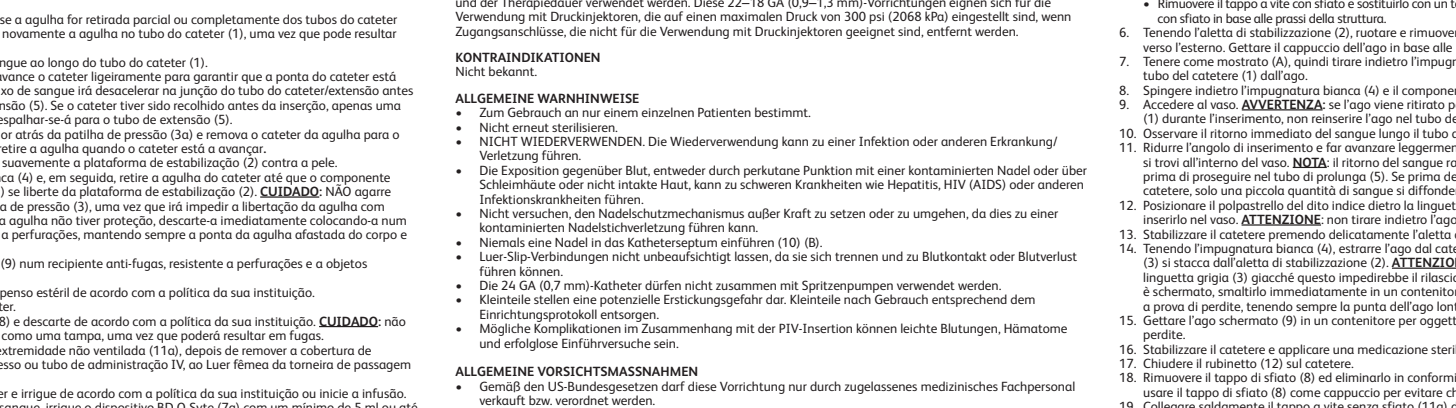 se a agulha for retirada parcial ou completamente dos tubos do cateter
novamente a agulha no tubo do cateter (1), uma vez que pode resultar
ngue ao longo do tubo do cateter (1).
avance o cateter ligeiramente para garantir que a ponta do cateter está
xo de sangue irá desacelerar na junção do tubo do cateter/extensão antes
nsão (5). Se o cateter tiver sido recolhido antes da inserção, apenas uma
espalhar-se-á para o tubo de extensão (5).
or atrás da patilha de pressão (3a) e remova o cateter da agulha para o
retire a agulha quando o cateter está a avançar.
suavemente a plataforma de estabilização (2) contra a pele.
nca (4) e, em seguida, retire a agulha do cateter até que o componente
) se liberte da plataforma de estabilização (2). CUIDADO: NÃO agarre
a de pressão (3), uma vez que irá impedir a libertação da agulha com
a agulha não tiver proteção, descarte-a imediatamente colocando-a num
a perfurações, mantendo sempre a ponta da agulha afastada do corpo e
(9) num recipiente anti-fugas, resistente a perfurações e a objetos
penso estéril de acordo com a política da sua instituição.
ter.
8) e descarte de acordo com a política da sua instituição. CUIDADO: não
como uma tampa, uma vez que poderá resultar em fugas.
extremidade não ventilada (11a), depois de remover a cobertura de
esso ou tubo de administração IV, ao Luer fêmea da torneira de passagem
er e irrigue de acordo com a política da sua instituição ou inicie a infusão.
und der Therapiedauer verwendet werden. Diese 22–18 GA (0,9–1,3 mm)-Vorrichtungen eignen sich für die
Verwendung mit Druckinjektoren, die auf einen maximalen Druck von 300 psi (2068 kPa) eingestellt sind, wenn
Zugangsanschlüsse, die nicht für die Verwendung mit Druckinjektoren geeignet sind, entfernt werden.
KONTRAINDIKATIONEN
Nicht bekannt.
ALLGEMEINE WARNHINWEISE
• Zum Gebrauch an nur einem einzelnen Patienten bestimmt.
• Nicht erneut sterilisieren.
• NICHT WIEDERVERWENDEN. Die Wiederverwendung kann zu einer Infektion oder anderen Erkrankung/
Verletzung führen.
• Die Exposition gegenüber Blut, entweder durch perkutane Punktion mit einer kontaminierten Nadel oder über
Schleimhäute oder nicht intakte Haut, kann zu schweren Krankheiten wie Hepatitis, HIV (AIDS) oder anderen
Infektionskrankheiten führen.
• Nicht versuchen, den Nadelschutzmechanismus außer Kraft zu setzen oder zu umgehen, da dies zu einer
kontaminierten Nadelstichverletzung führen kann.
• Niemals eine Nadel in das Katheterseptum einführen (10) (B).
• Luer-Slip-Verbindungen nicht unbeaufsichtigt lassen, da sie sich trennen und zu Blutkontakt oder Blutverlust
führen können.
• Die 24 GA (0,7 mm)-Katheter dürfen nicht zusammen mit Spritzenpumpen verwendet werden.
• Kleinteile stellen eine potenzielle Erstickungsgefahr dar. Kleinteile nach Gebrauch entsprechend dem
Einrichtungsprotokoll entsorgen.
• Mögliche Komplikationen im Zusammenhang mit der PIV-Insertion können leichte Blutungen, Hämatome
und erfolglose Einführversuche sein.
ALLGEMEINE VORSICHTSMASSNAHMEN
• Gemäß den US-Bundesgesetzen darf diese Vorrichtung nur durch zugelassenes medizinisches Fachpersonal
verkauft bzw. verordnet werden.
• Rimuovere il tappo a vite con sfiato e sostituirlo con un t
con sfiato in base alle prassi della struttura.
6. Tenendo l'aletta di stabilizzazione (2), ruotare e rimuover
verso l'esterno. Gettare il cappuccio dell'ago in base alle
7. Tenere come mostrato (A), quindi tirare indietro l'impugn
tubo del catetere (1) dall'ago.
8. Spingere indietro l'impugnatura bianca (4) e il compone
9. Accedere al vaso. AVVERTENZA: se l'ago viene ritirato p
(1) durante l'inserimento, non reinserire l'ago nel tubo de
10. Osservare il ritorno immediato del sangue lungo il tubo d
11. Ridurre l'angolo di inserimento e far avanzare leggermen
si trovi all'interno del vaso. NOTA: il ritorno del sangue ra
prima di proseguire nel tubo di prolunga (5). Se prima de
catetere, solo una piccola quantità di sangue si diffonder
12. Posizionare il polpastrello del dito indice dietro la linguet
inserirlo nel vaso. ATTENZIONE: non tirare indietro l'ago
13. Stabilizzare il catetere premendo delicatamente l'aletta d
14. Tenendo l'impugnatura bianca (4), estrarre l'ago dal cate
(3) si stacca dall'aletta di stabilizzazione (2). ATTENZIO
linguetta grigia (3) giacché questo impedirebbe il rilascio
è schermato, smaltirlo immediatamente in un contenitor
a prova di perdite, tenendo sempre la punta dell'ago lont
15. Gettare l'ago schermato (9) in un contenitore per oggett
perdite.
16. Stabilizzare il catetere e applicare una medicazione steril
17. Chiudere il rubinetto (12) sul catetere.
18. Rimuovere il tappo di sfiato (8) ed eliminarlo in conformi
usare il tappo di sfiato (8) come cappuccio per evitare ch